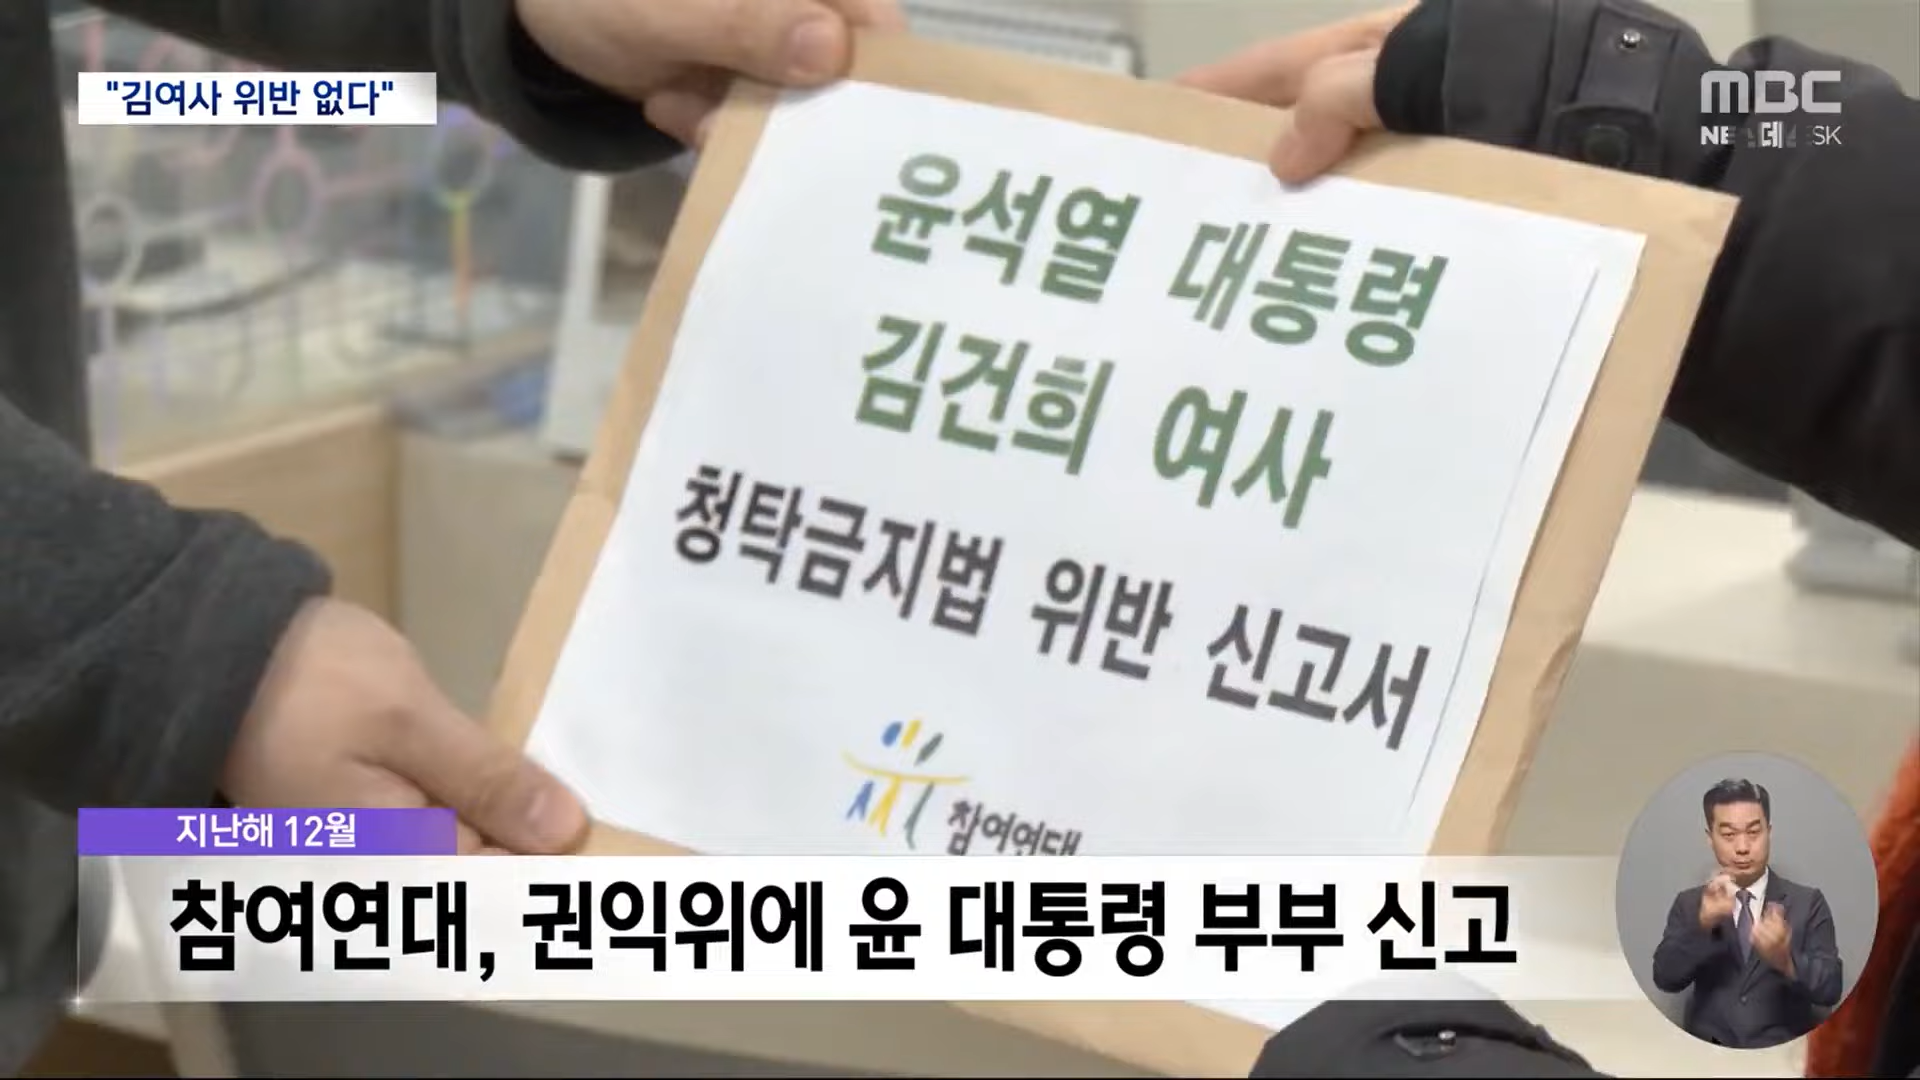 "김여사 위반 없다"
MBC
윤석열 대통령
김건희 여사
청탁금지법 위반 신고서
참여연대
지난해 12월
참여연대, 권익위에 윤 대통령 부부 신고